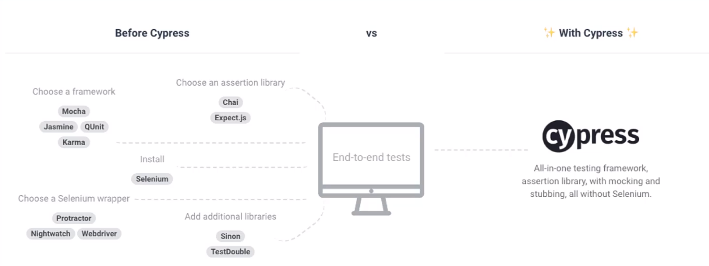 Before Cypress
vs
✨ With Cypress ✨
Choose a framework
Mocha
Jasmine QUnit
Karma
Choose an assertion library
Chai
Expect.js
Install
Selenium
Choose a Selenium wrapper
Protractor
Nightwatch Webdriver
Add additional libraries
Sinon
TestDouble
End-to-end tests
cypress
All-in-one testing framework,
assertion library, with mocking and
stubbing, all without Selenium.